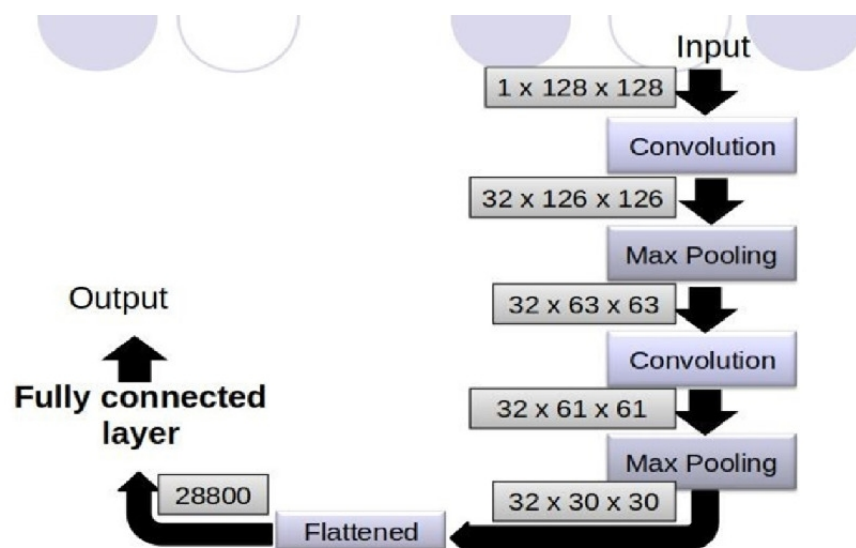 Input
1 x 128 x 128
Convolution
32 x 126 x 126
Max Pooling
32 x 63 x 63
Convolution
32 x 61 x 61
Max Pooling
32 x 30 x 30
Flattened
28800
Fully connected
layer
Output